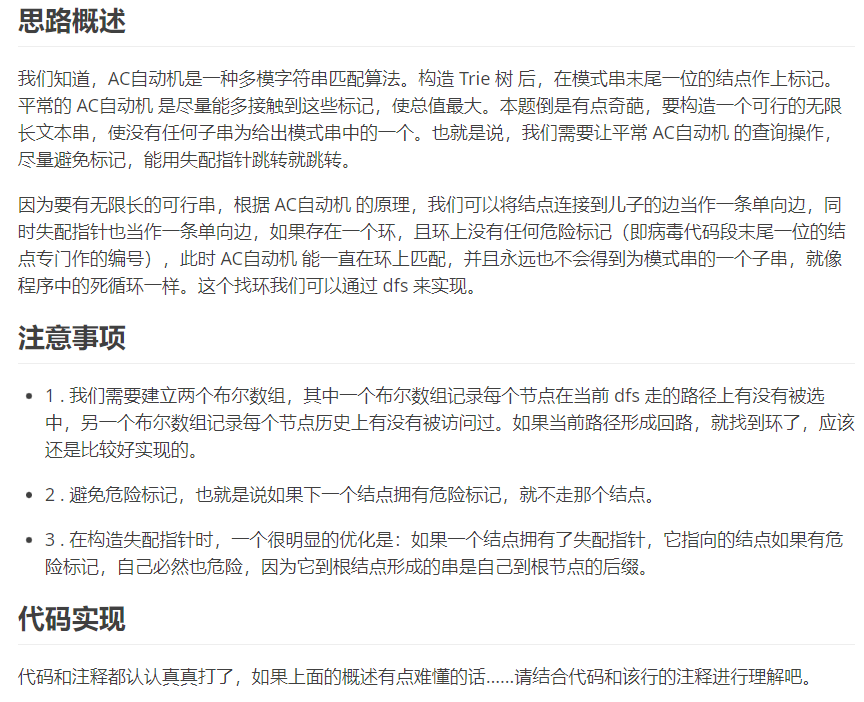 思路概述
我们知道，AC自动机是一种多模字符串匹配算法。构造 Trie 树 后，在模式串末尾一位的结点作上标记。
平常的 AC自动机 是尽量能多接触到这些标记，使总值最大。本题倒是有点奇葩，要构造一个可行的无限
长文本串，使没有任何子串为给出模式串中的一个。也就是说，我们需要让平常 AC自动机 的查询操作，
尽量避免标记，能用失配指针跳转就跳转。
因为要有无限长的可行串，根据 AC自动机 的原理，我们可以将结点连接到儿子的边当作一条单向边，同
时失配指针也当作一条单向边，如果存在一个环，且环上没有任何危险标记（即病毒代码段末尾一位的结
点专门作的编号），此时 AC自动机 能一直在环上匹配，并且永远也不会得到为模式串的一个子串，就像
程序中的死循环一样。这个找环我们可以通过 dfs 来实现。
注意事项
• 1 . 我们需要建立两个布尔数组，其中一个布尔数组记录每个节点在当前 dfs 走的路径上有没有被选
中，另一个布尔数组记录每个节点历史上有没有被访问过。如果当前路径形成回路，就找到环了，应该
还是比较好实现的。
• 2 . 避免危险标记，也就是说如果下一个结点拥有危险标记，就不走那个结点。
• 3 . 在构造失配指针时，一个很明显的优化是：如果一个结点拥有了失配指针，它指向的结点如果有危
险标记，自己必然也危险，因为它到根结点形成的串是自己到根节点的后缀。
代码实现
代码和注释都认认真真打了，如果上面的概述有点难懂的话……请结合代码和该行的注释进行理解吧。